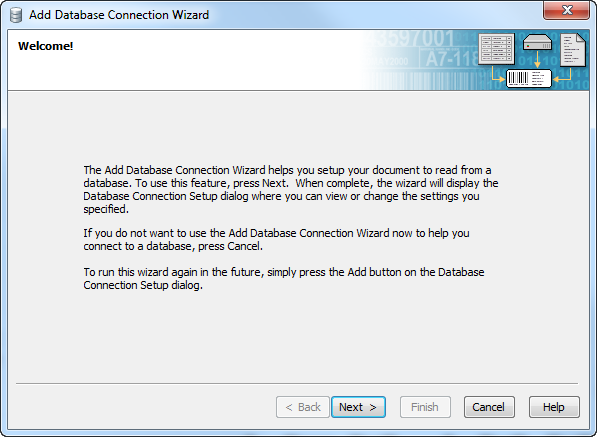 Add Database Connection Wizard
Welcome!
3597001
A7-118
The Add Database Connection Wizard helps you setup your document to read from a
database. To use this feature, press Next.  When complete, the wizard will display the
Database Connection Setup dialog where you can view or change the settings you
specified.
If you do not want to use the Add Database Connection Wizard now to help you
connect to a database, press Cancel.
To run this wizard again in the future, simply press the Add button on the Database
Connection Setup dialog.
< Back
Next >
Finish
Cancel
Help